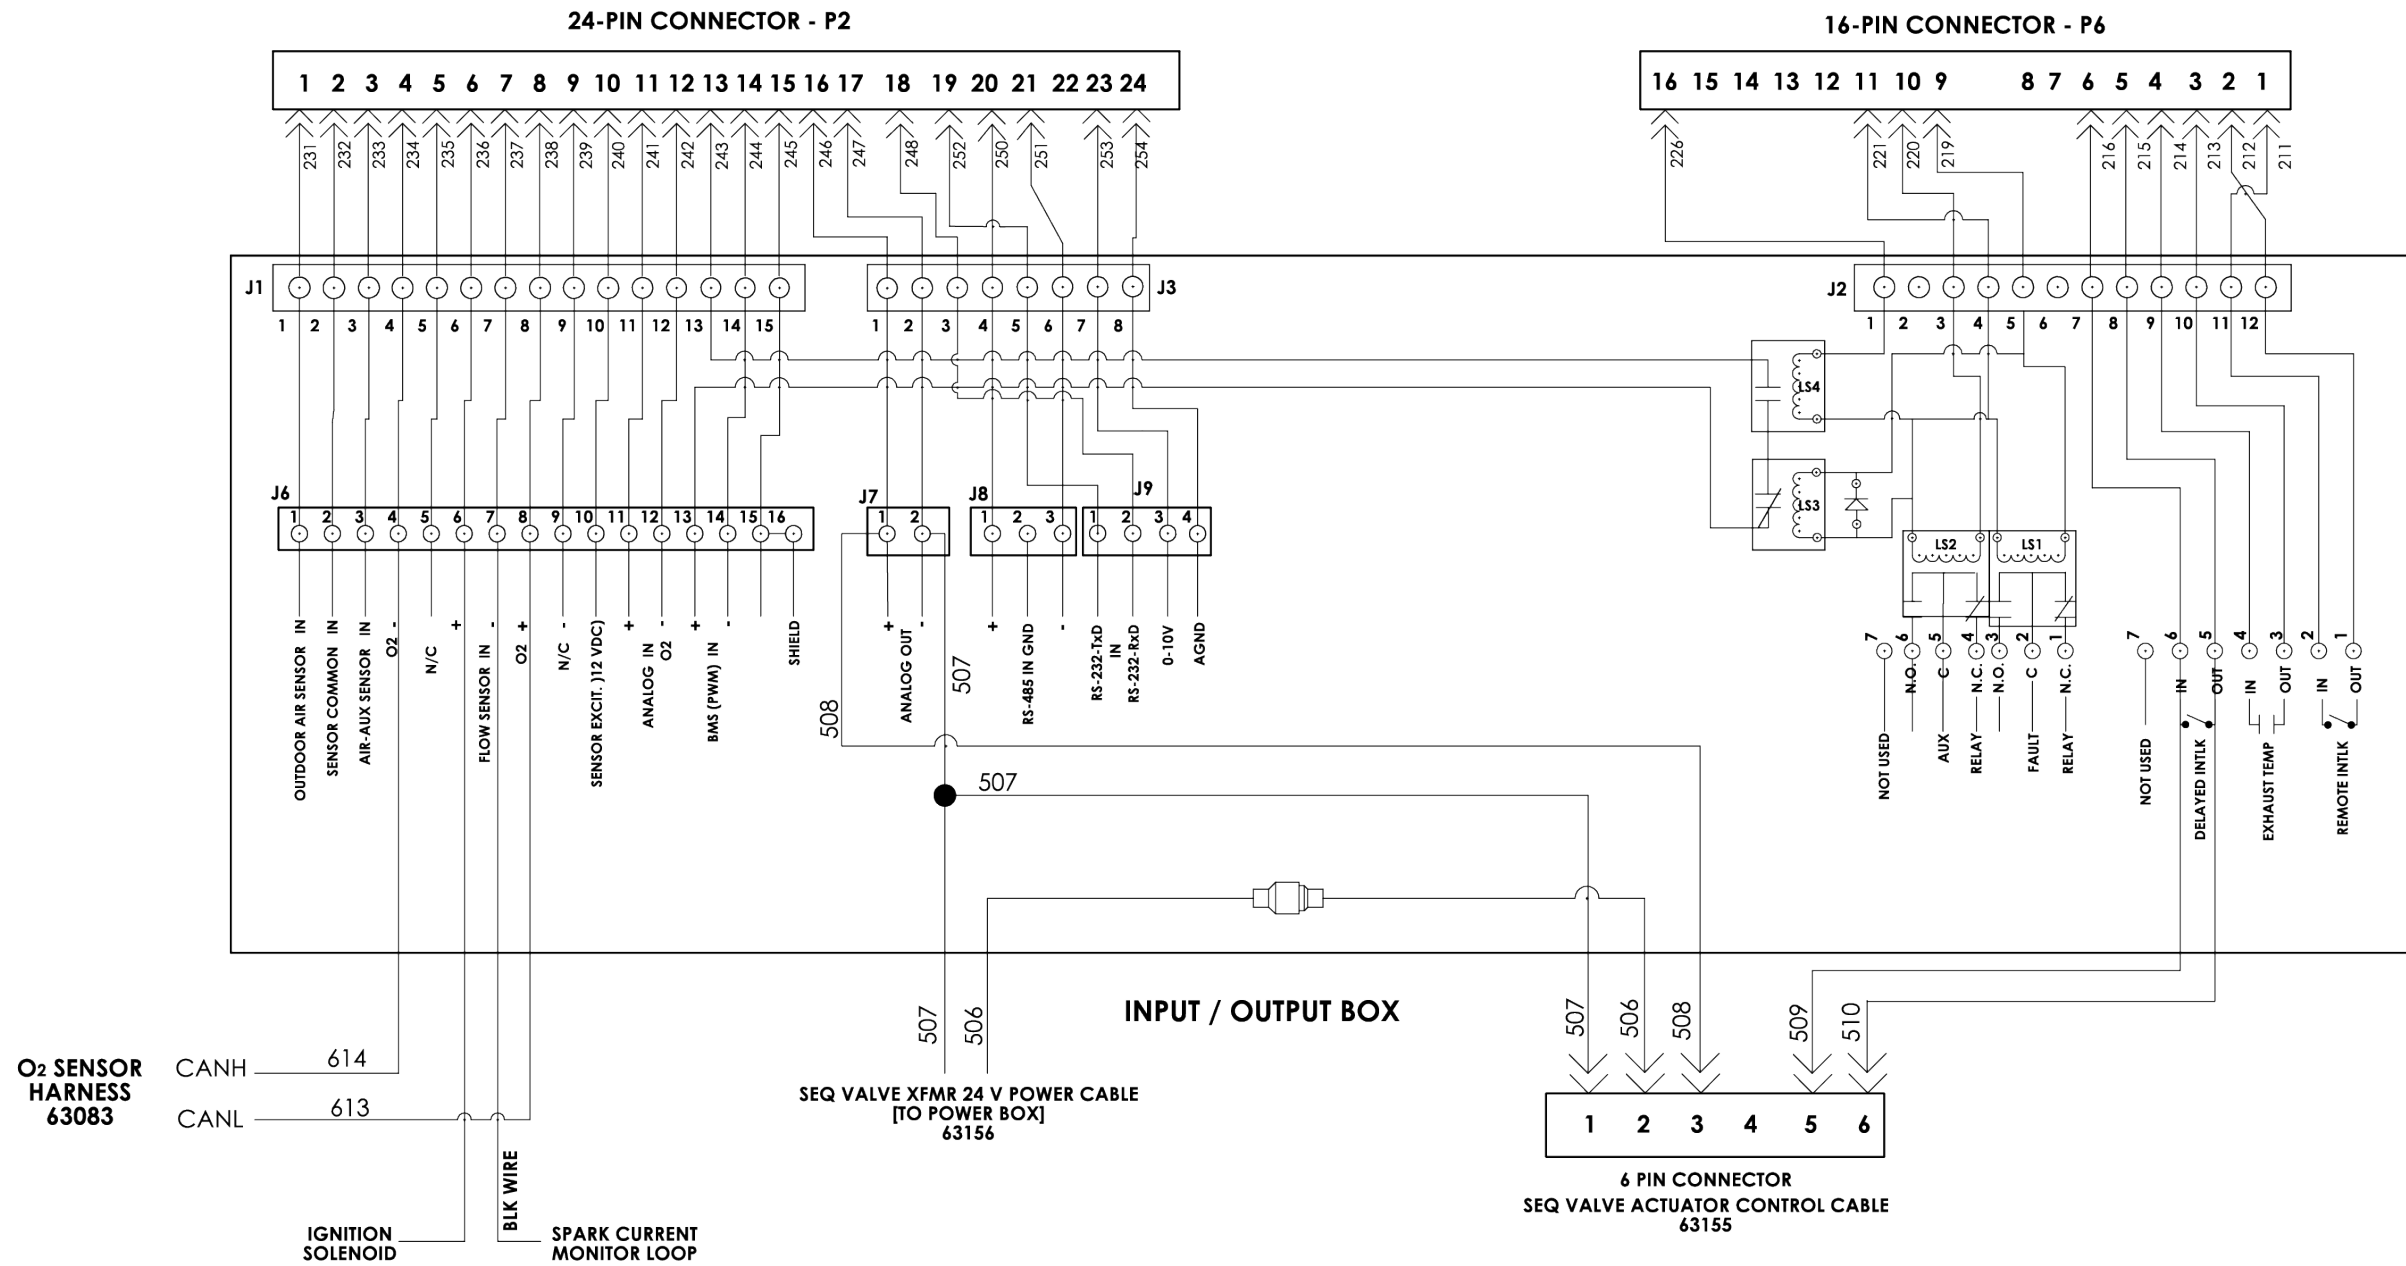 24-PIN CONNECTOR - P2
16-PIN CONNECTOR - P6
1 2 3 4 5 6 7 8 9 10 11 12 13 14 15 16 17 18 19 20 21 22 23 24
16 15 14 13 12 11 10 9 8 7 6 5 4 3 2 1
231 232 233 234 235 236 237 238 239 240 241 242 243 244 245 246 247 248 252 250 251 253 254
226 221 220 219 216 215 214 213 212 211
J1
J3
J2
1 2 3 4 5 6 7 8 9 10 11 12 13 14 15
1 2 3 4 5 6 7 8
1 2 3 4 5 6 7 8 9 10 11 12
LS4
LS3
LS2
LS1
J6
J7
J8
J9
1 2 3 4 5 6 7 8 9 10 11 12 13 14 15 16
1 2
1 2 3
1 2 3 4
OUTDOOR AIR SENSOR IN
SENSOR COMMON IN
AIR-AUX SENSOR IN
O2 -
N/C
+
FLOW SENSOR IN -
O2 +
N/C -
SENSOR EXCIT. )12 VDC)
+
ANALOG IN
O2 -
+
BMS (PWM) IN
-
SHIELD
+
ANALOG OUT
-
+
RS-485 IN GND
-
RS-232-TxD
IN
RS-232-RxD
0-10V
AGND
7 6 5 4 3 2 1
N.O. C N.C. N.O. C N.C.
NOT USED
AUX
RELAY
FAULT
RELAY
7 6 5 4 3 2 1
IN OUT IN OUT IN OUT
NOT USED
DELAYED INTLK
EXHAUST TEMP
REMOTE INTLK
508
507
507
INPUT / OUTPUT BOX
507
506
507
506
508
509
510
O2 SENSOR
HARNESS
63083
CANH
614
CANL
613
SEQ VALVE XFMR 24 V POWER CABLE
[TO POWER BOX]
63156
1 2 3 4 5 6
6 PIN CONNECTOR
SEQ VALVE ACTUATOR CONTROL CABLE
63155
BLK WIRE
IGNITION
SOLENOID
SPARK CURRENT
MONITOR LOOP